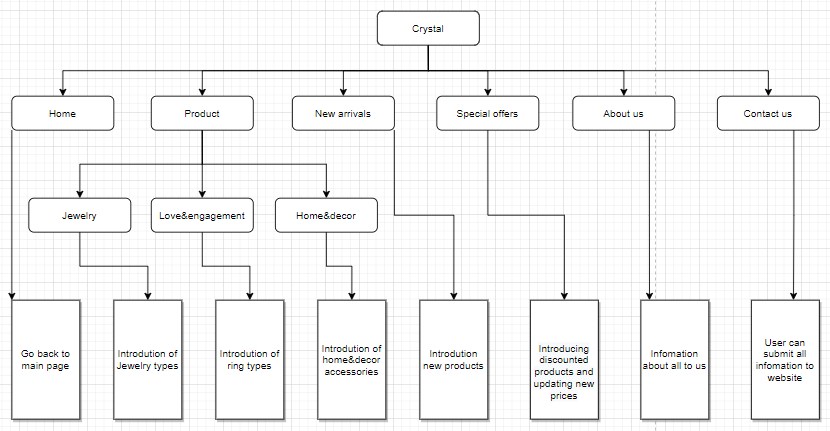 Crystal
Home
Product
New arrivals
Special offers
About us
Contact us
Jewelry
Love&engagement
Home&decor
Go back to
main page
Introdution of
Jewelry types
Introdution of
ring types
Introdution of
home&decor
accessories
Introdution
new products
Introducing
discounted
products and
updating new
prices
Infomation
about all to us
User can
submit all
infomation to
website